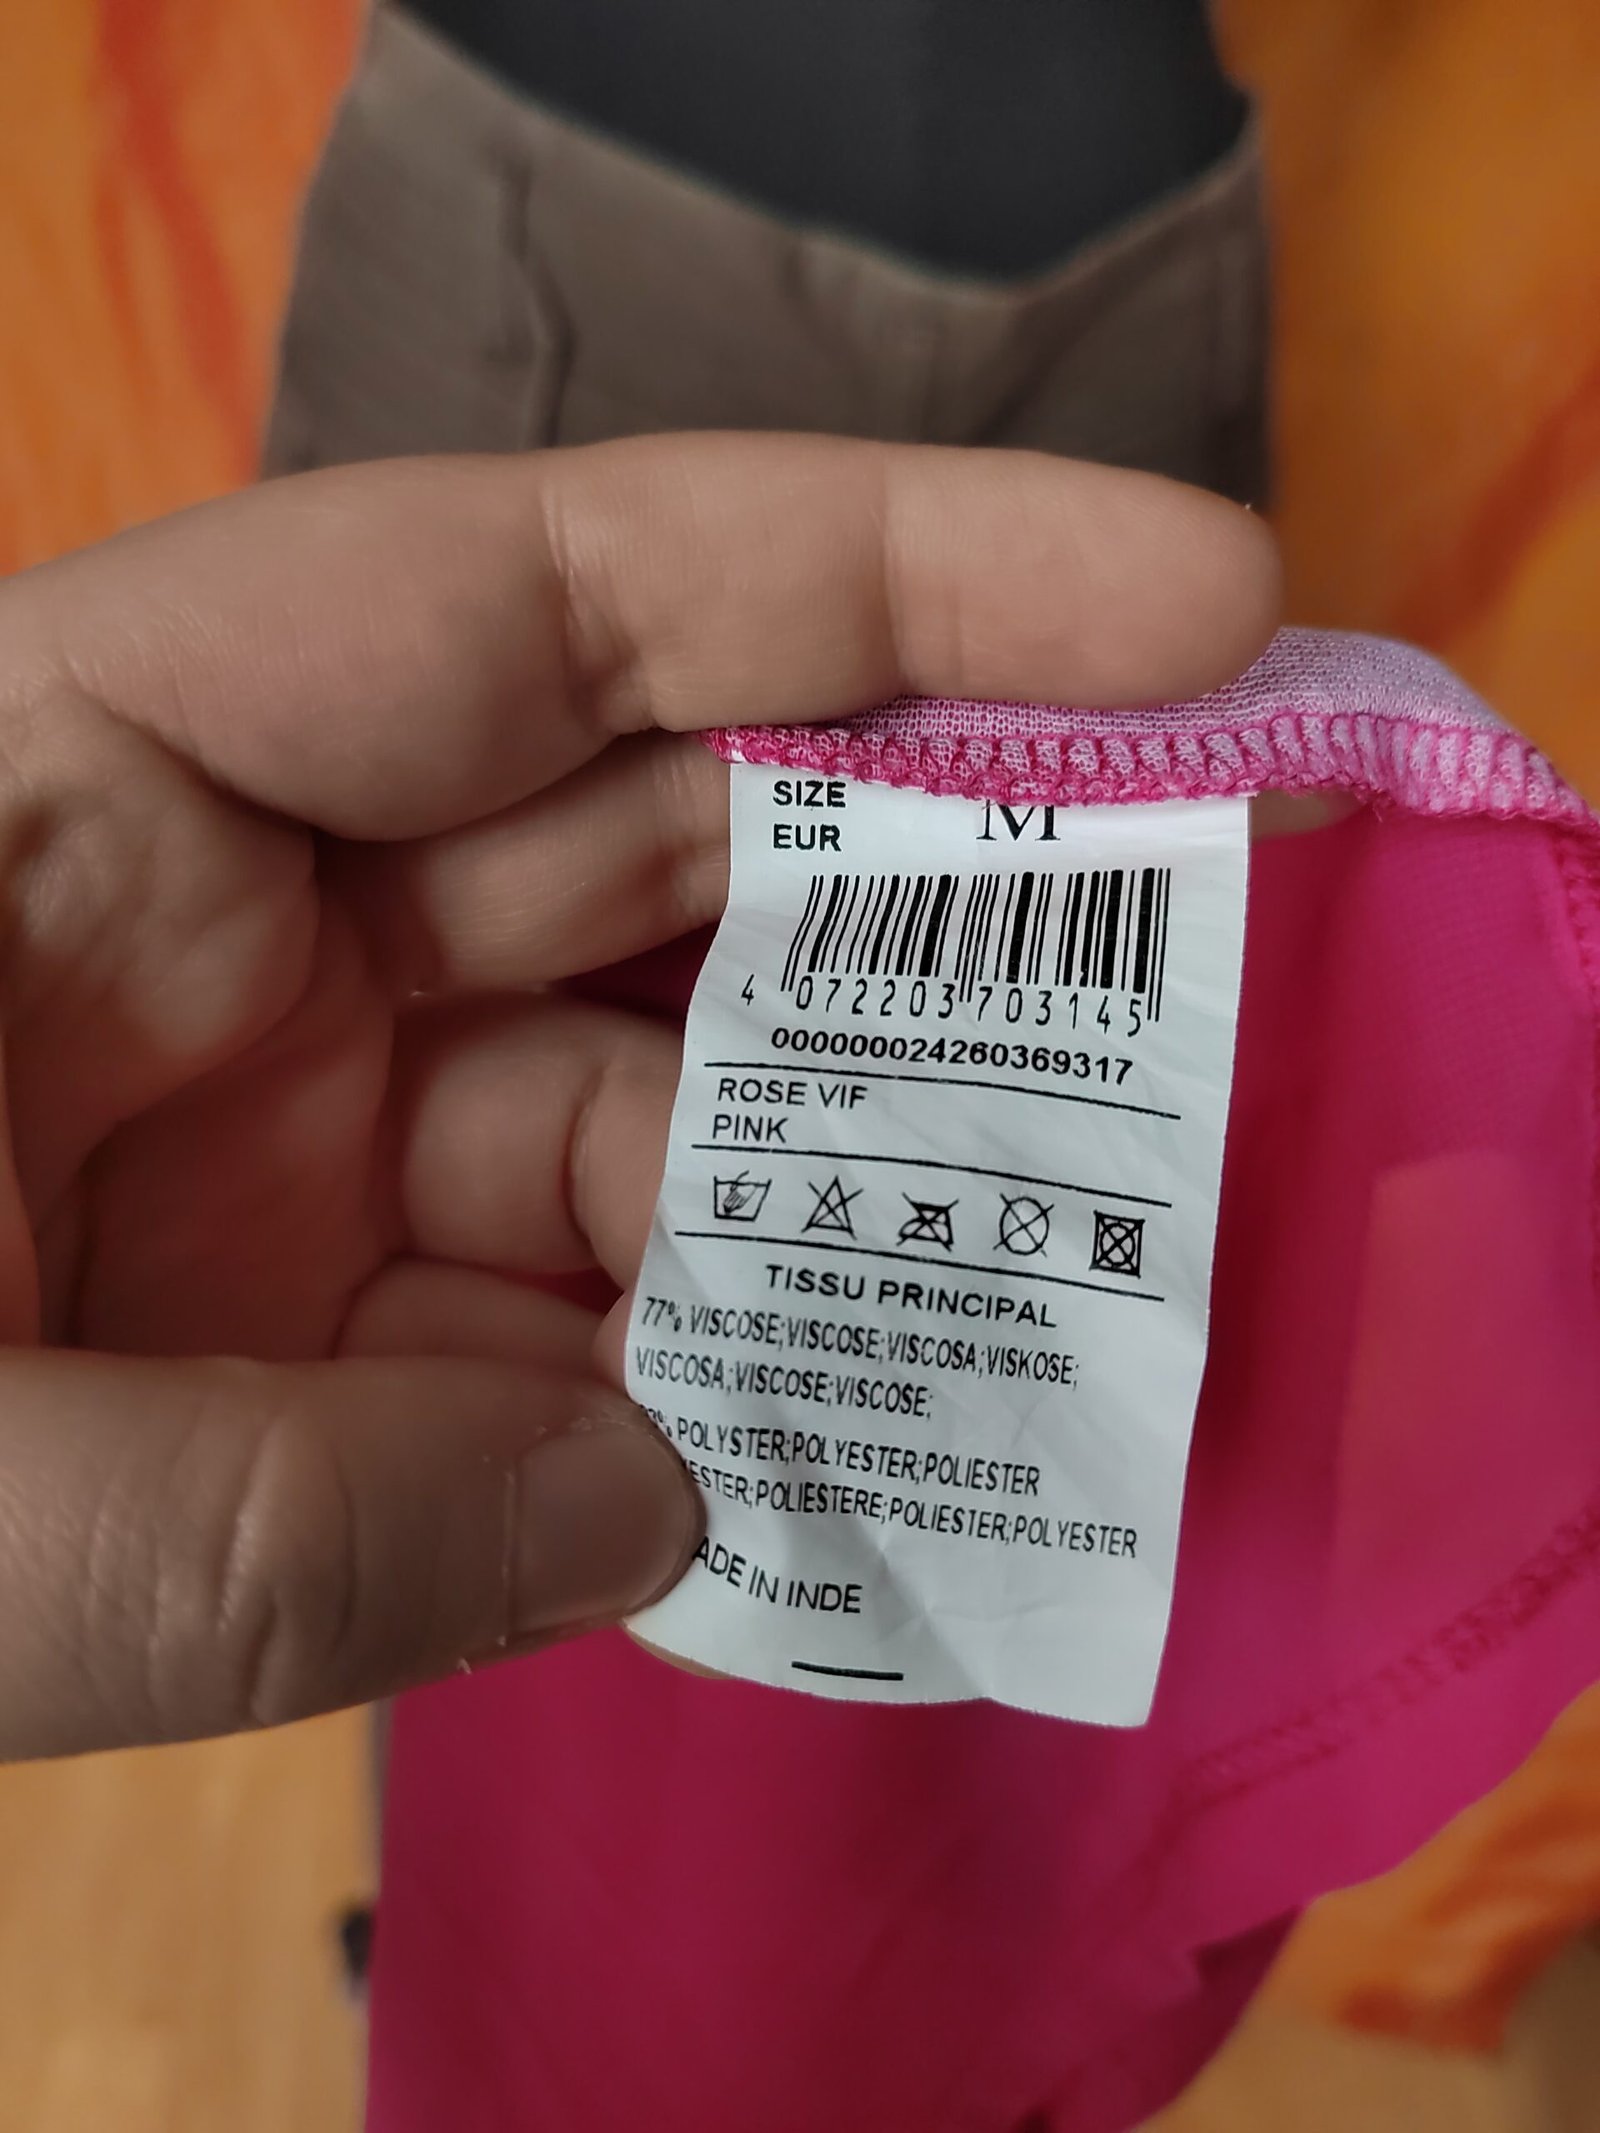 SIZE M
EUR
4 072203 703145
000000024260369317
ROSE VIF
PINK
TISSU PRINCIPAL
77% VISCOSE;VISCOSE;VISCOSA;VISKOSE;
VISCOSA;VISCOSE;VISCOSE;
% POLYSTER;POLYESTER;POLIESTER
ESTER;POLIESTERE;POLIESTER;POLYESTER
ADE IN INDE